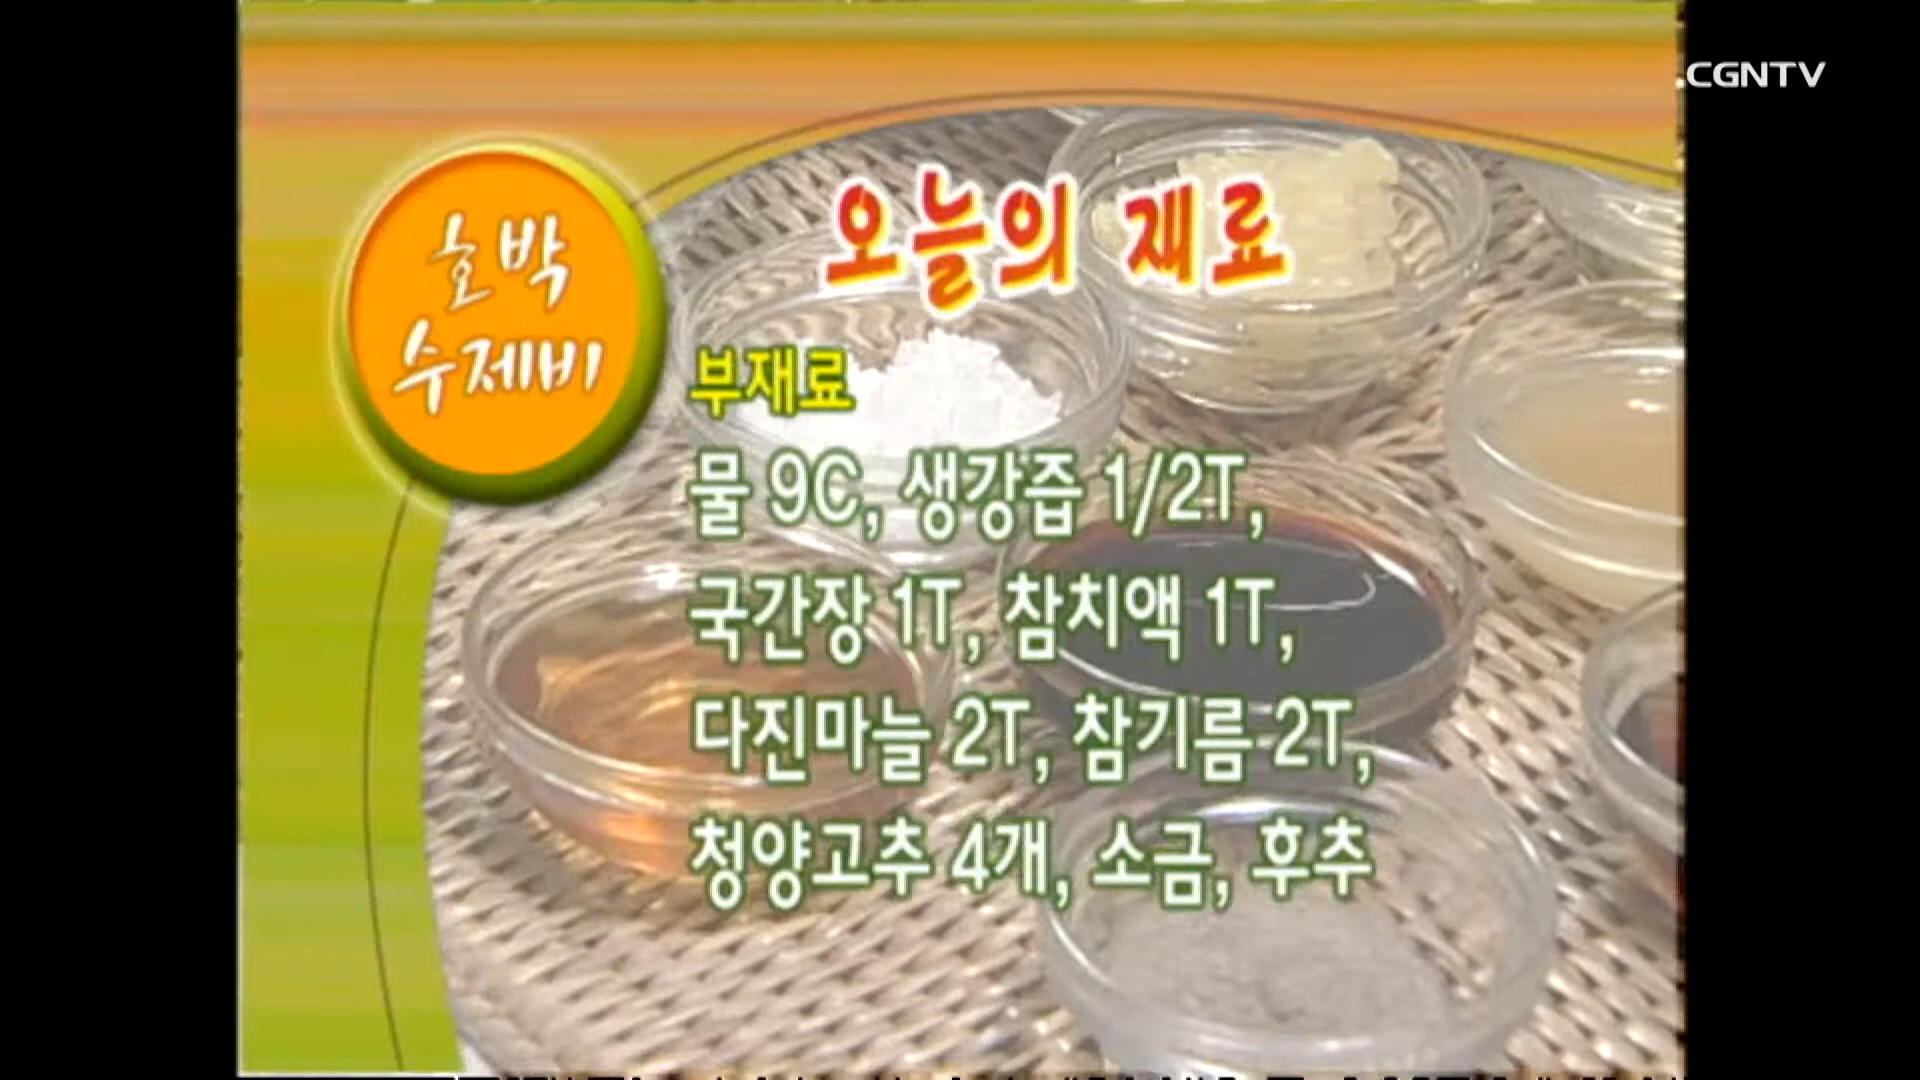 CGNTV
호박
수제비
오늘의 재료
부재료
물 9C, 생강즙 1/2T,
국간장 1T, 참치액 1T,
다진마늘 2T, 참기름 2T,
청양고추 4개, 소금, 후추